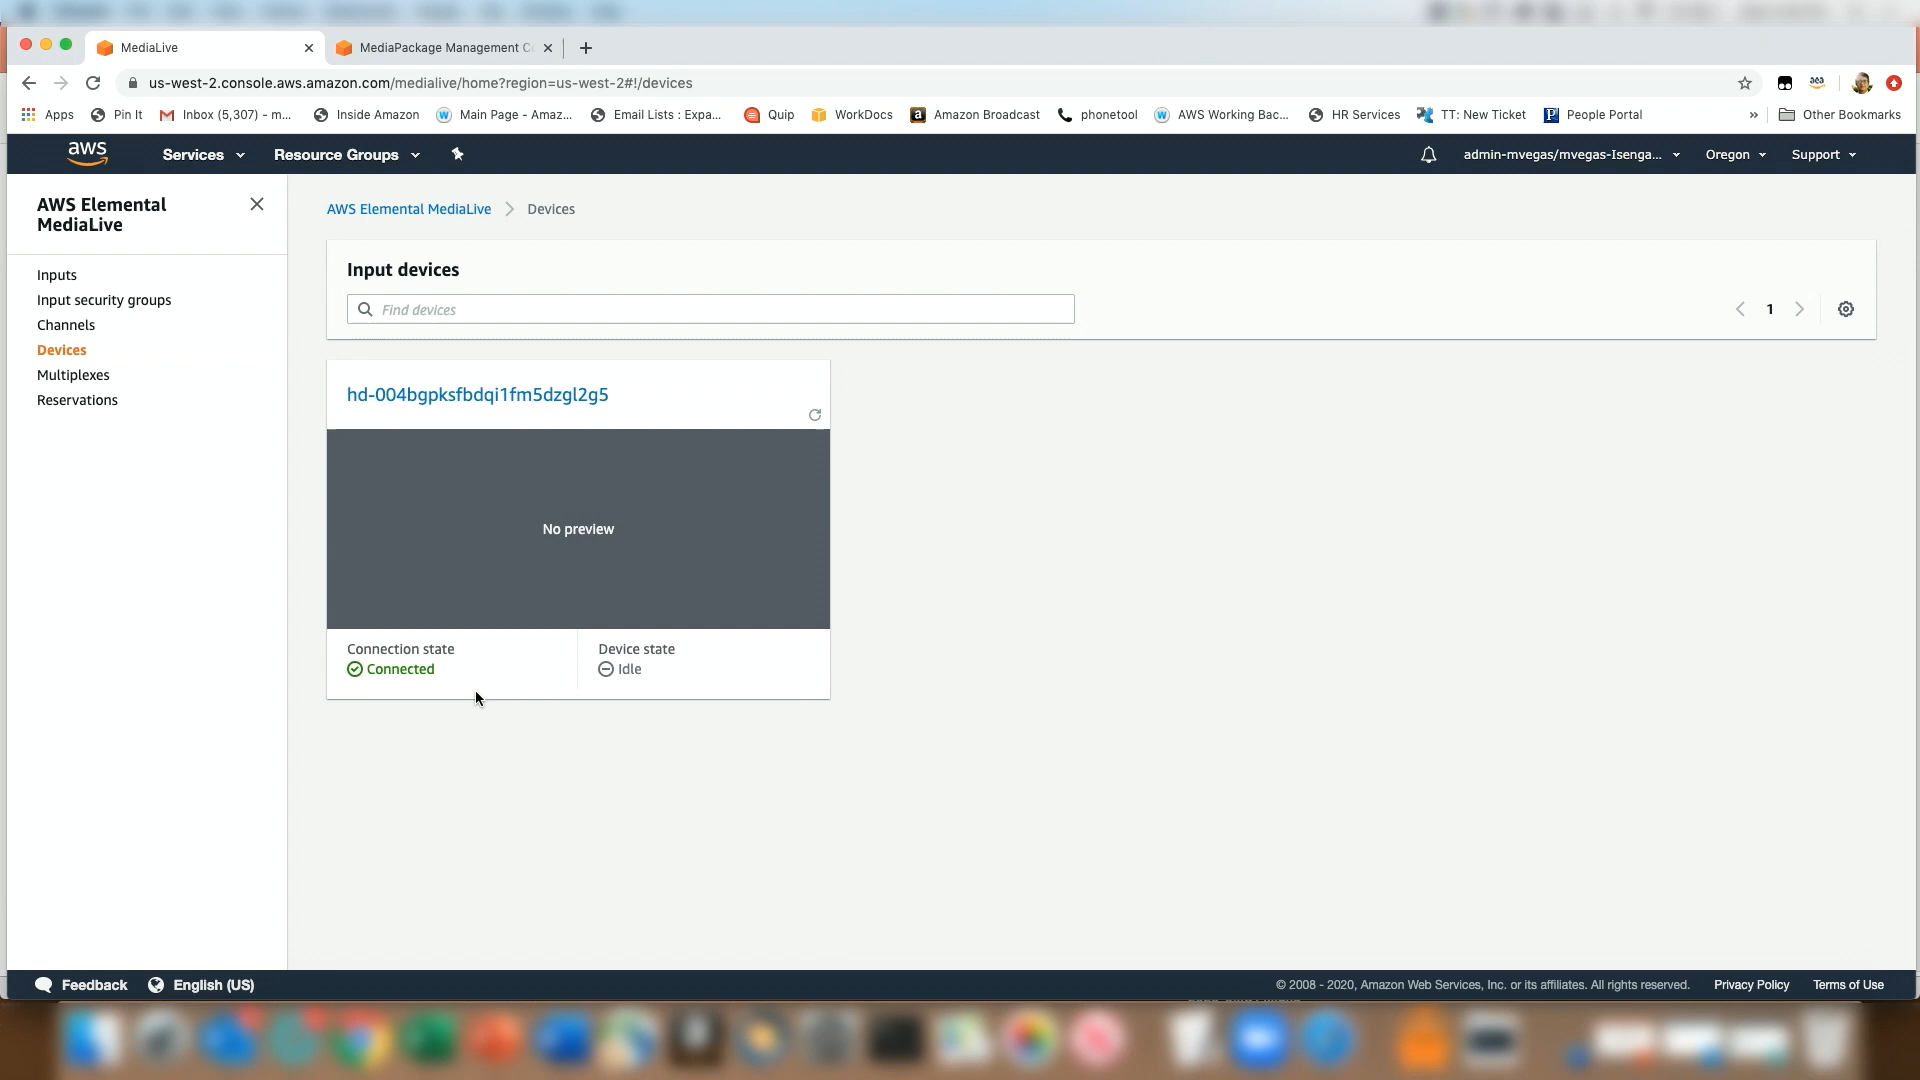 MediaLive
MediaPackage Management C
us-west-2.console.aws.amazon.com/medialive/home?region=us-west-2#!/devices
Apps
Pin It
Inbox (5,307) - m...
Inside Amazon
Main Page - Amaz...
Email Lists : Expa...
Quip
WorkDocs
Amazon Broadcast
phonetool
AWS Working Bac...
HR Services
TT: New Ticket
People Portal
»
Other Bookmarks
aws
Services
Resource Groups
admin-mvegas/mvegas-Isenga...
Oregon
Support
AWS Elemental
MediaLive
Inputs
Input security groups
Channels
Devices
Multiplexes
Reservations
AWS Elemental MediaLive > Devices
Input devices
Find devices
1
hd-004bgpksfbdqi1fm5dzgl2g5
No preview
Connection state
Connected
Device state
Idle
Feedback
English (US)
© 2008 - 2020, Amazon Web Services, Inc. or its affiliates. All rights reserved.
Privacy Policy
Terms of Use